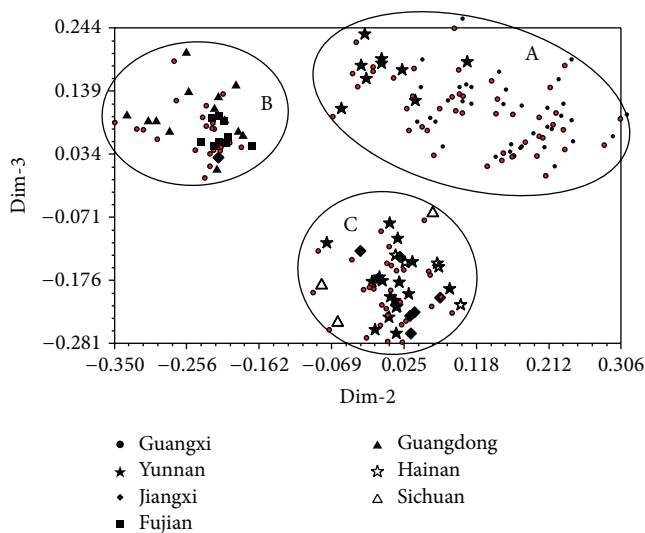 0.244
A
0.139
B
0.034
Dim-3
−0.071
C
−0.176
−0.281
−0.350 −0.256 −0.162 −0.069 0.025 0.118 0.212 0.306
Dim-2
Guangxi
Guangdong
Yunnan
Hainan
Jiangxi
Sichuan
Fujian